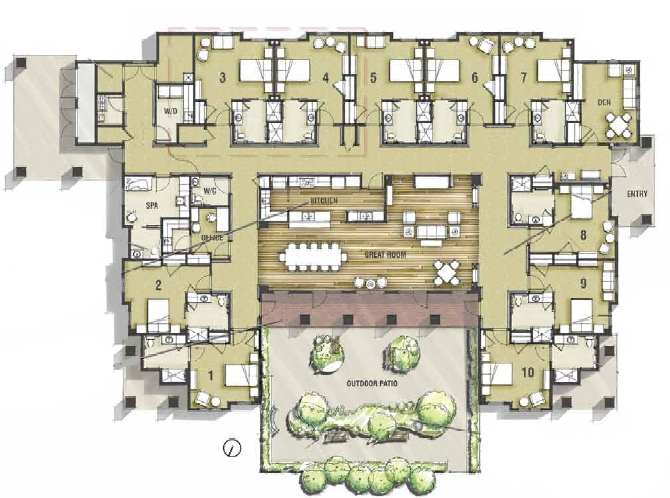 3
4
5
6
7
DEN
W/D
ENTRY
SPA
W/C
KITCHEN
OFFICE
GREAT ROOM
8
2
9
1
OUTDOOR PATIO
10